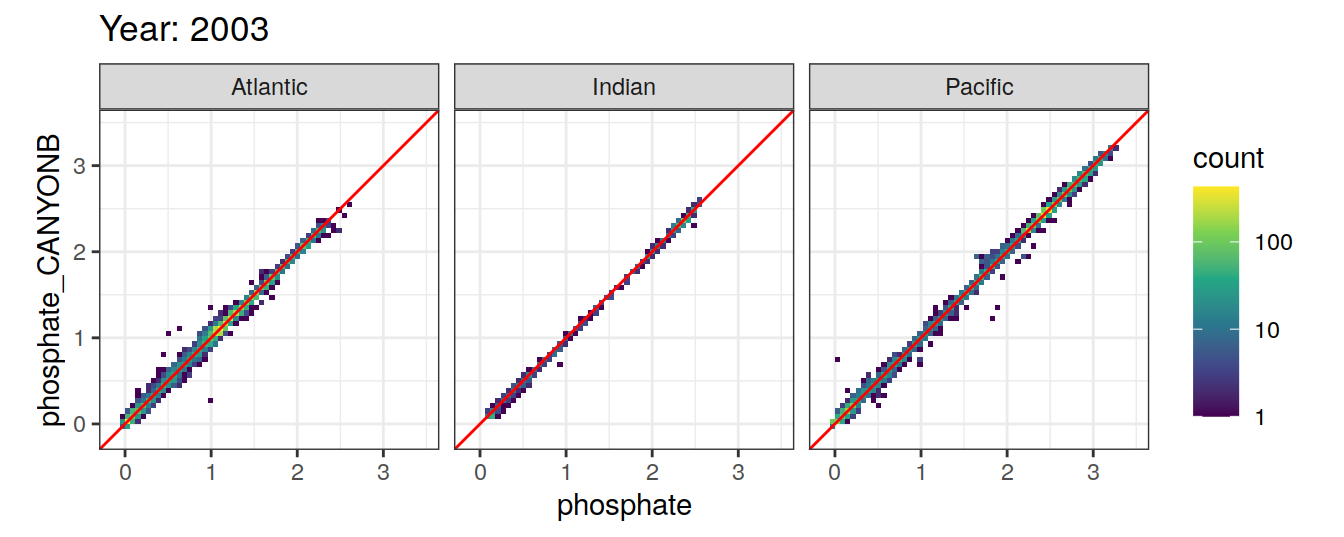 Year: 2003
Atlantic
Indian
Pacific
phosphate_CANYONB
3
2
1
0
0 1 2 3
0 1 2 3
0 1 2 3
phosphate
count
100
10
1